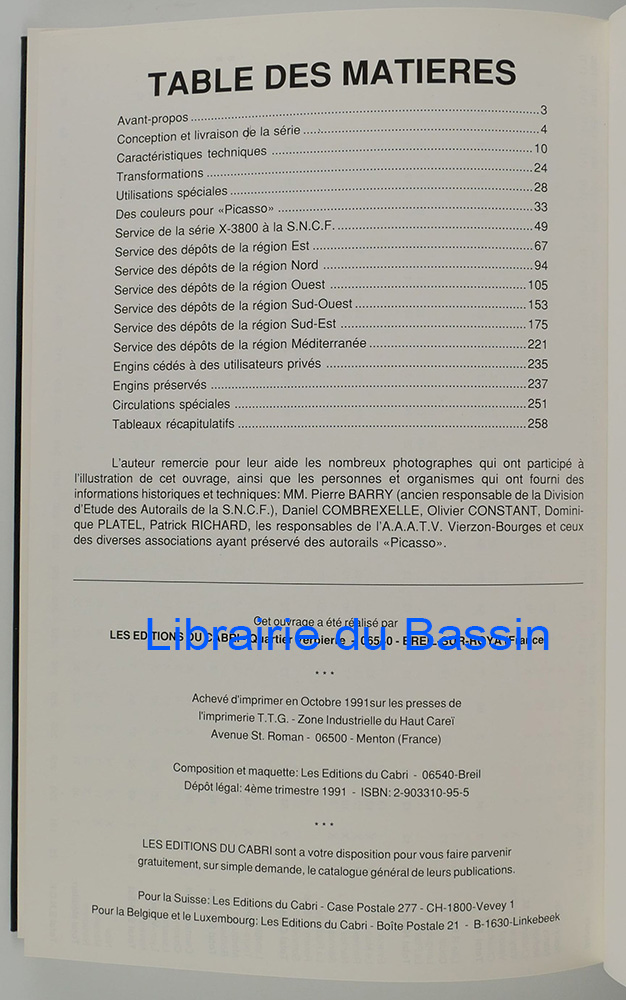 TABLE DES MATIERES
Avant-propos ........ 3
Conception et livraison de la série ........ 4
Caractéristiques techniques ........ 10
Transformations ........ 24
Utilisations spéciales ........ 28
Des couleurs pour «Picasso» ........ 33
Service de la série X-3800 à la S.N.C.F. ........ 49
Service des dépôts de la région Est ........ 67
Service des dépôts de la région Nord ........ 94
Service des dépôts de la région Ouest ........ 105
Service des dépôts de la région Sud-Ouest ........ 153
Service des dépôts de la région Sud-Est ........ 175
Service des dépôts de la région Méditerranée ........ 221
Engins cédés à des utilisateurs privés ........ 235
Engins préservés ........ 237
Circulations spéciales ........ 251
Tableaux récapitulatifs ........ 258
L'auteur remercie pour leur aide les nombreux photographes qui ont participé à
l'illustration de cet ouvrage, ainsi que les personnes et organismes qui ont fourni des
informations historiques et techniques: MM. Pierre BARRY (ancien responsable de la Division
d'Etude des Autorails de la S.N.C.F.), Daniel COMBREXELLE, Olivier CONSTANT, Domini-
que PLATEL, Patrick RICHARD, les responsables de l'A.A.A.T.V. Vierzon-Bourges et ceux
des diverses associations ayant préservé des autorails «Picasso».
Cet ouvrage a été réalisé par
LES EDITIONS DU CABRI - Quartier - 06540 - BREIL-SUR-ROYA (France)
Librairie du Bassin
* * *
Achevé d'imprimer en Octobre 1991sur les presses de
l'imprimerie T.T.G. - Zone Industrielle du Haut Careï
Avenue St. Roman - 06500 - Menton (France)
Composition et maquette: Les Editions du Cabri - 06540-Breil
Dépôt légal: 4ème trimestre 1991 - ISBN: 2-903310-95-5
* * *
LES EDITIONS DU CABRI sont a votre disposition pour vous faire parvenir
gratuitement, sur simple demande, le catalogue général de leurs publications.
Pour la Suisse: Les Editions du Cabri - Case Postale 277 - CH-1800-Vevey 1
Pour la Belgique et le Luxembourg: Les Editions du Cabri - Boîte Postale 21 - B-1630-Linkebeek